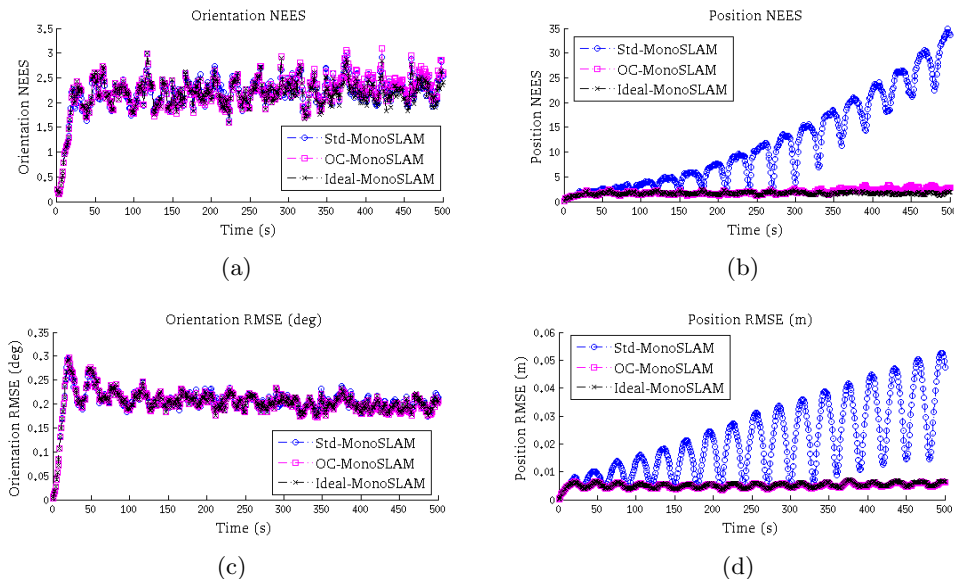 Orientation NEES
3.5
3
2.5
2
1.5
1
0.5
0
Orientation NEES
Std-MonoSLAM
OC-MonoSLAM
Ideal-MonoSLAM
0 50 100 150 200 250 300 350 400 450 500
Time (s)
(a)
Position NEES
35
30
25
20
15
10
5
0
Position NEES
Std-MonoSLAM
OC-MonoSLAM
Ideal-MonoSLAM
0 50 100 150 200 250 300 350 400 450 500
Time (s)
(b)
Orientation RMSE (deg)
0.35
0.3
0.25
0.2
0.15
0.1
0.05
0
Orientation RMSE (deg)
Std-MonoSLAM
OC-MonoSLAM
Ideal-MonoSLAM
0 50 100 150 200 250 300 350 400 450 500
Time (s)
(c)
Position RMSE (m)
0.06
0.05
0.04
0.03
0.02
0.01
0
Position RMSE (m)
Std-MonoSLAM
OC-MonoSLAM
Ideal-MonoSLAM
0 50 100 150 200 250 300 350 400 450 500
Time (s)
(d)